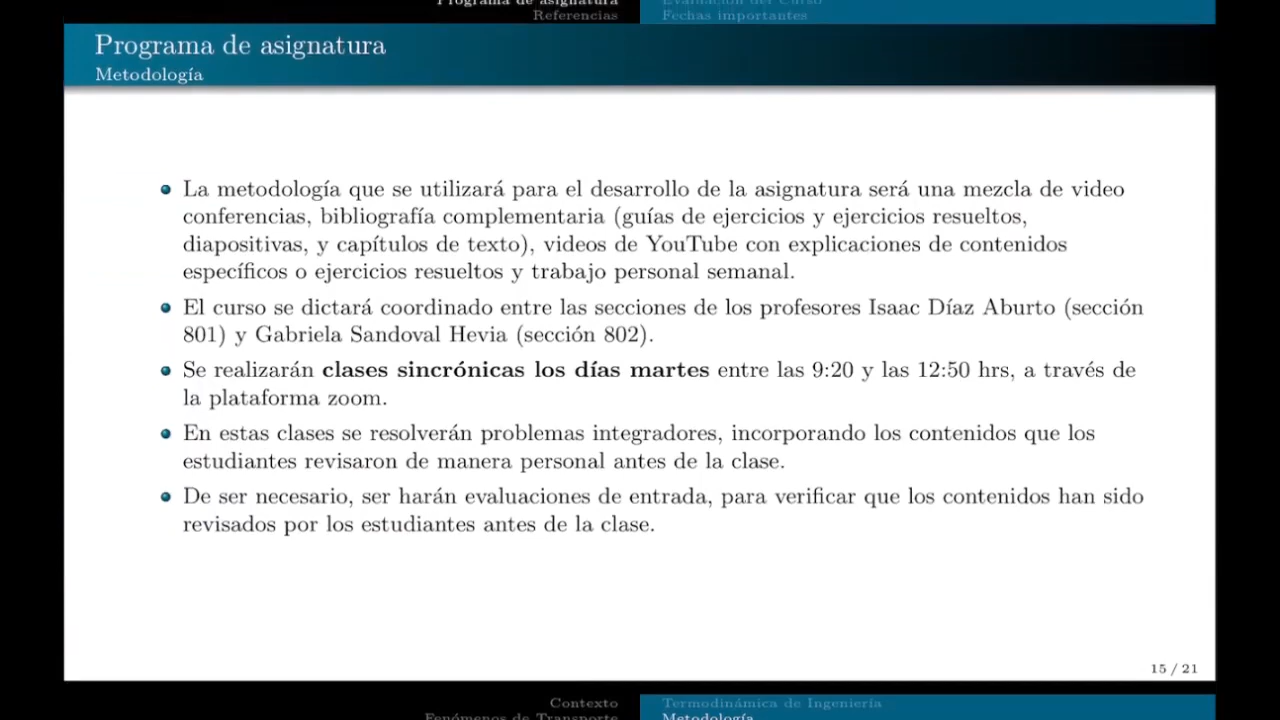 Programa de asignatura
Referencias
Evaluación del Curso
Fechas importantes
Programa de asignatura
Metodología
La metodología que se utilizará para el desarrollo de la asignatura será una mezcla de video
conferencias, bibliografía complementaria (guías de ejercicios y ejercicios resueltos,
diapositivas, y capítulos de texto), videos de YouTube con explicaciones de contenidos
específicos o ejercicios resueltos y trabajo personal semanal.
El curso se dictará coordinado entre las secciones de los profesores Isaac Díaz Aburto (sección
801) y Gabriela Sandoval Hevia (sección 802).
Se realizarán clases sincrónicas los días martes entre las 9:20 y las 12:50 hrs, a través de
la plataforma zoom.
En estas clases se resolverán problemas integradores, incorporando los contenidos que los
estudiantes revisaron de manera personal antes de la clase.
De ser necesario, ser harán evaluaciones de entrada, para verificar que los contenidos han sido
revisados por los estudiantes antes de la clase.
15 / 21
Contexto
Fenómenos de Transporte
Termodinámica de Ingeniería
Metodología